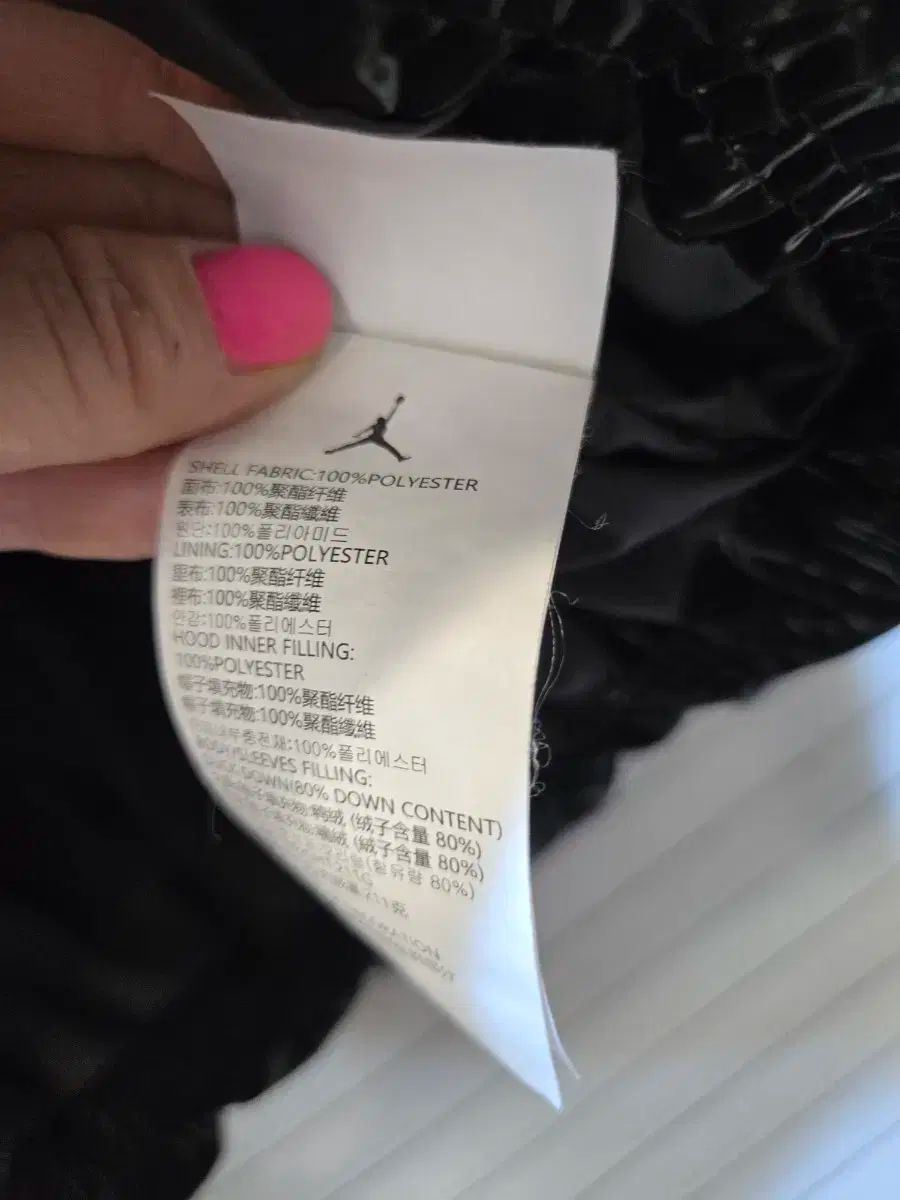 SHELL FABRIC:100%POLYESTER
面布:100%聚酯纤维
表布:100%聚酯纖維
원단:100%폴리아미드
LINING:100%POLYESTER
里布:100%聚酯纤维
裡布:100%聚酯纖維
안감:100%폴리에스터
HOOD INNER FILLING:
100%POLYESTER
帽子填充物:100%聚酯纤维
帽子填充物:100%聚酯纖維
100%폴리에스터
BODY/SLEEVES FILLING:
DOWN(80% DOWN CONTENT)
(绒子含量 80%)
(絨子含量 80%)
80%)